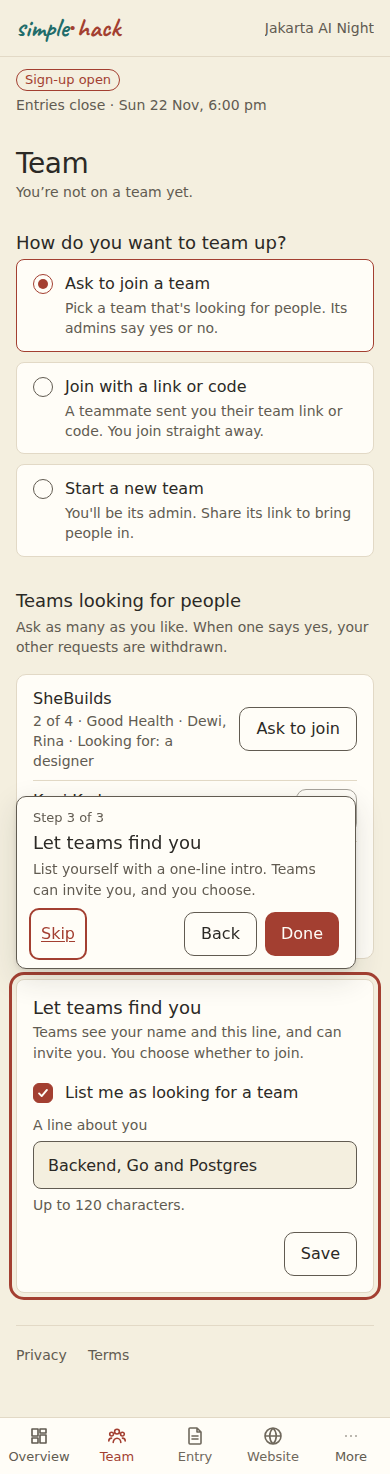 simple·hack
Jakarta AI Night
Sign-up open
Entries close · Sun 22 Nov, 6:00 pm
Team
You’re not on a team yet.
How do you want to team up?
Ask to join a team
Pick a team that's looking for people. Its
admins say yes or no.
Join with a link or code
A teammate sent you their team link or
code. You join straight away.
Start a new team
You'll be its admin. Share its link to bring
people in.
Teams looking for people
Ask as many as you like. When one says yes, your
other requests are withdrawn.
SheBuilds
2 of 4 · Good Health · Dewi,
Rina · Looking for: a
designer
Ask to join
Step 3 of 3
Let teams find you
List yourself with a one-line intro. Teams
can invite you, and you choose.
Skip
Back
Done
Let teams find you
Teams see your name and this line, and can
invite you. You choose whether to join.
List me as looking for a team
A line about you
Backend, Go and Postgres
Up to 120 characters.
Save
Privacy
Terms
Overview
Team
Entry
Website
More